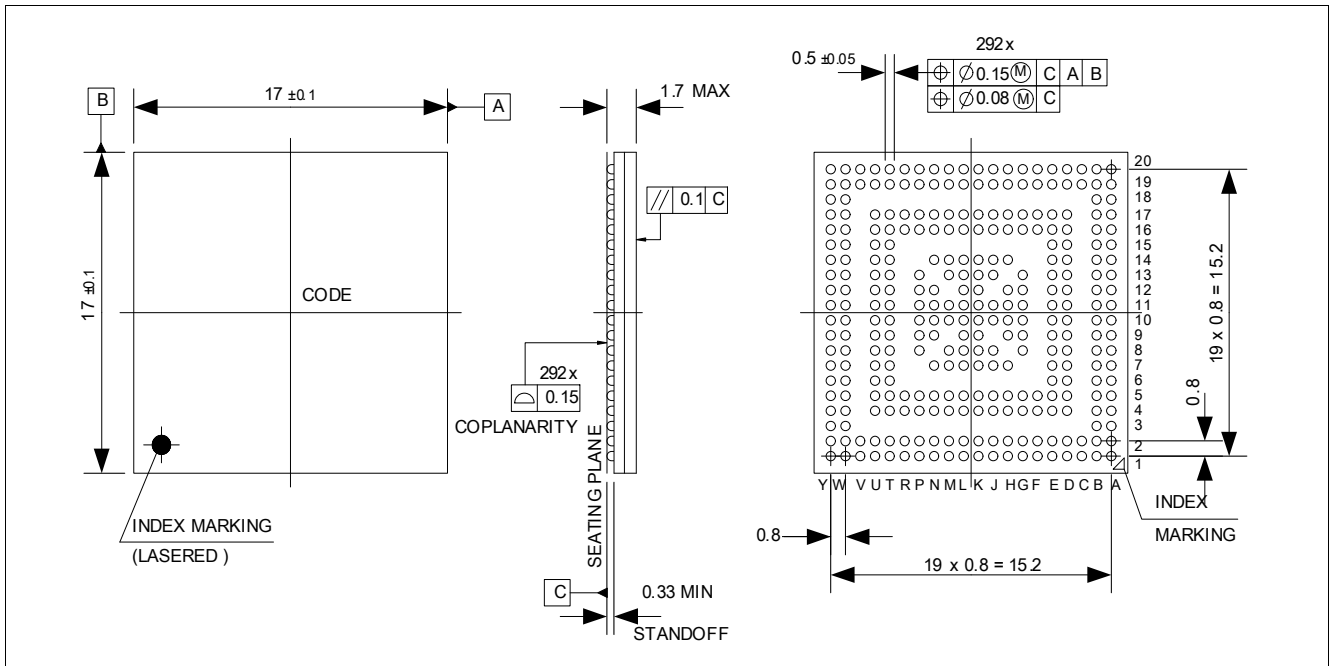 B
17 ±0.1
A
17 ±0.1
CODE
INDEX MARKING
(LASERED )
1.7 MAX
// 0.1 C
292x
⌓ 0.15
COPLANARITY
SEATING PLANE
C
0.33 MIN
STANDOFF
0.5 ±0.05
292x
⌖ ∅0.15 Ⓜ C A B
⌖ ∅0.08 Ⓜ C
20
19
18
17
16
15
14
13
12
11
10
9
8
7
6
5
4
3
2
1
19 x 0.8 = 15.2
0.8
Y W V U T R P N M L K J H G F E D C B A
INDEX
MARKING
0.8
19 x 0.8 = 15.2